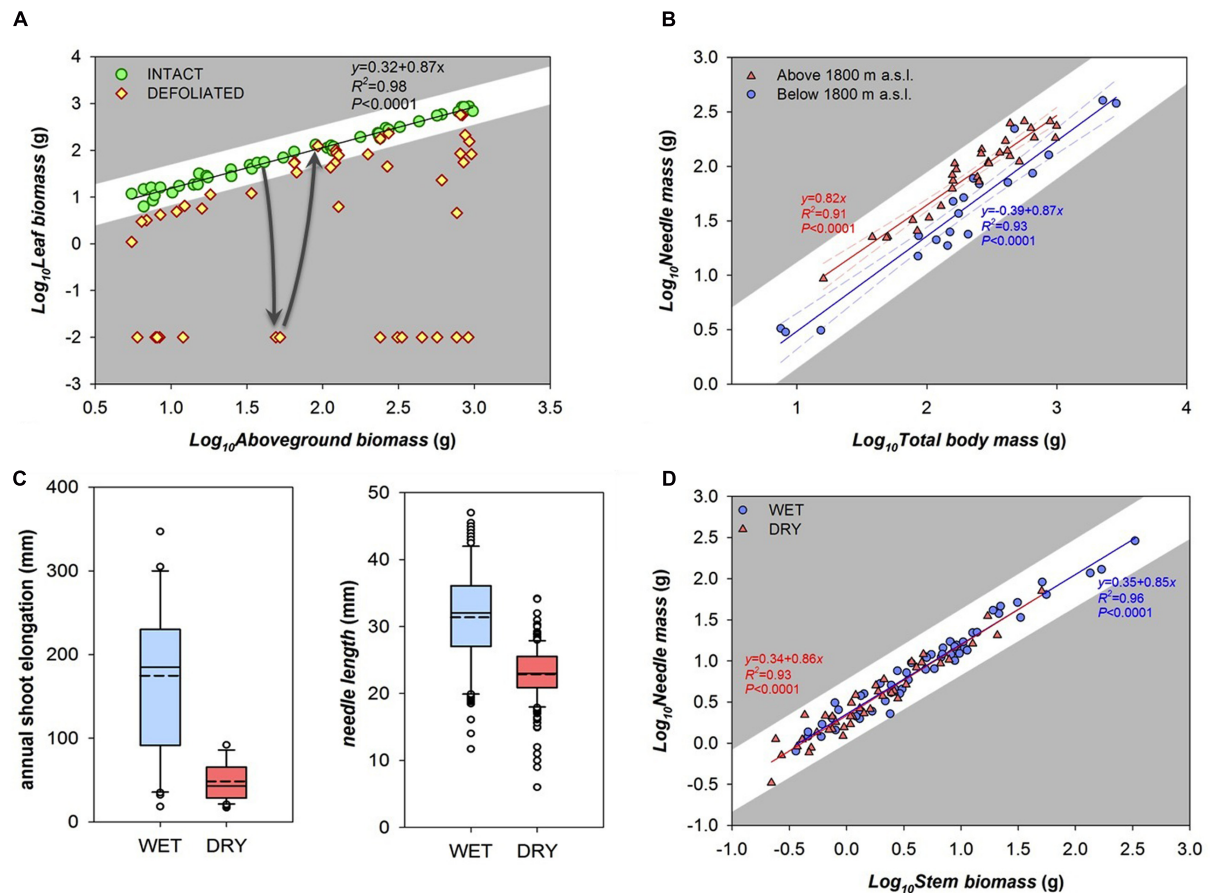 A
4
3
2
1
0
-1
-2
-3
Log10Leaf biomass (g)
INTACT
DEFOLIATED
y=0.32+0.87x
R2=0.98
P<0.0001
0.5 1.0 1.5 2.0 2.5 3.0 3.5
Log10Aboveground biomass (g)
B
3.0
2.5
2.0
1.5
1.0
0.5
0.0
Log10Needle mass (g)
Above 1800 m a.s.l.
Below 1800 m a.s.l.
y=0.82x
R2=0.91
P<0.0001
y=-0.39+0.87x
R2=0.93
P<0.0001
1 2 3 4
Log10Total body mass (g)
C
400
300
200
100
0
annual shoot elongation (mm)
WET DRY
50
40
30
20
10
0
needle length (mm)
WET DRY
D
3.0
2.5
2.0
1.5
1.0
0.5
0.0
-0.5
-1.0
Log10Needle mass (g)
WET
DRY
y=0.35+0.85x
R2=0.96
P<0.0001
y=0.34+0.86x
R2=0.93
P<0.0001
-1.0 -0.5 0.0 0.5 1.0 1.5 2.0 2.5 3.0
Log10Stem biomass (g)